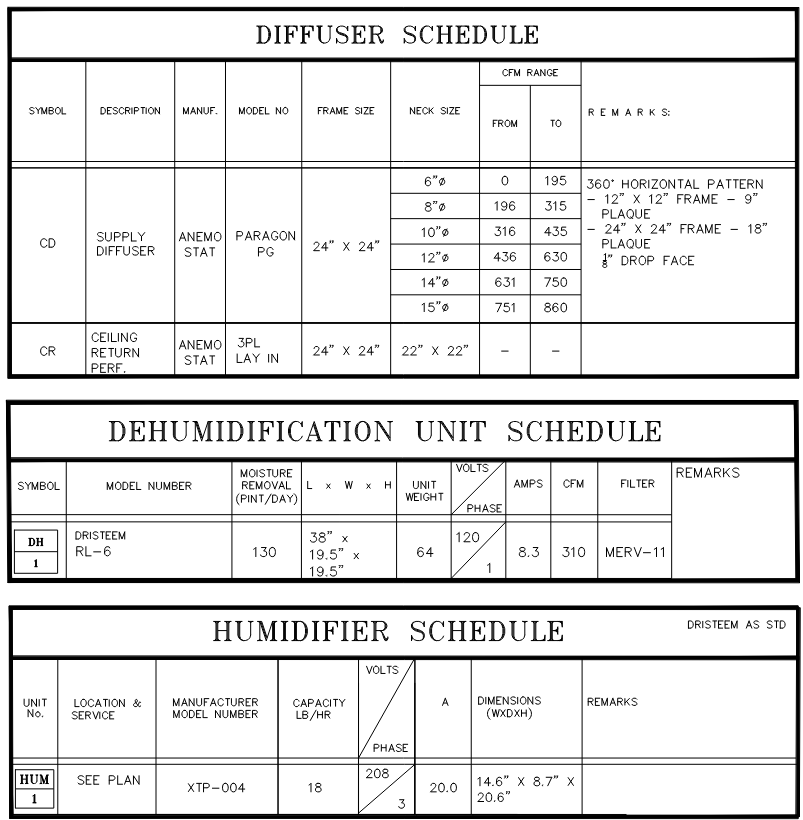 DIFFUSER SCHEDULE
SYMBOL DESCRIPTION MANUF. MODEL NO FRAME SIZE NECK SIZE CFM RANGE FROM TO REMARKS:
CD SUPPLY DIFFUSER ANEMO STAT PARAGON PG 24" X 24"
6"ø 0 195
8"ø 196 315
10"ø 316 435
12"ø 436 630
14"ø 631 750
15"ø 751 860
360° HORIZONTAL PATTERN
- 12" X 12" FRAME - 9"
PLAQUE
- 24" X 24" FRAME - 18"
PLAQUE
1/8" DROP FACE
CR CEILING RETURN PERF. ANEMO STAT 3PL LAY IN 24" X 24" 22" X 22" - -
DEHUMIDIFICATION UNIT SCHEDULE
SYMBOL MODEL NUMBER MOISTURE REMOVAL (PINT/DAY) L x W x H UNIT WEIGHT VOLTS PHASE AMPS CFM FILTER REMARKS
DH 1 DRISTEEM RL-6 130 38" x 19.5" x 19.5" 64 120 1 8.3 310 MERV-11
HUMIDIFIER SCHEDULE
DRISTEEM AS STD
UNIT No. LOCATION & SERVICE MANUFACTURER MODEL NUMBER CAPACITY LB/HR VOLTS PHASE A DIMENSIONS (WXDXH) REMARKS
HUM 1 SEE PLAN XTP-004 18 208 3 20.0 14.6" X 8.7" X 20.6"